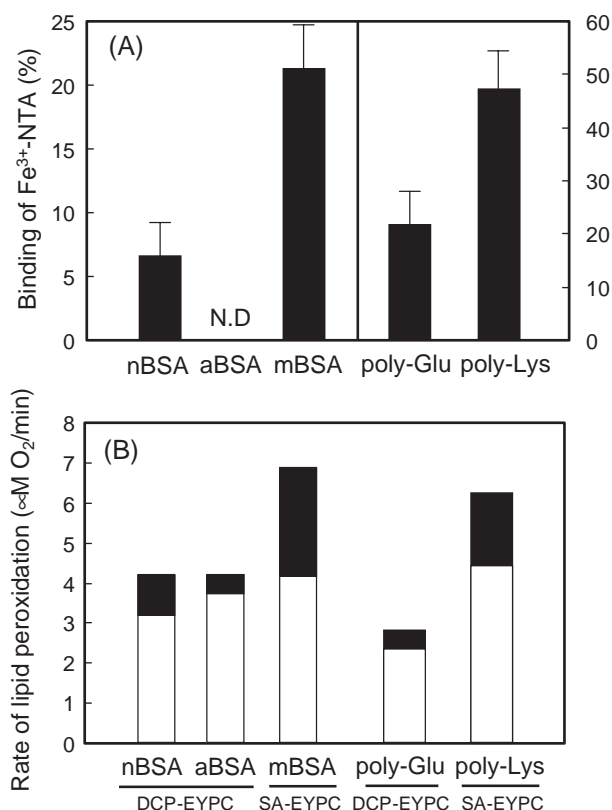 (A)
Binding of Fe³⁺-NTA (%)
25
20
15
10
5
0
60
50
40
30
20
10
0
N.D
nBSA aBSA mBSA poly-Glu poly-Lys
(B)
Rate of lipid peroxidation (∝M O₂/min)
8
7
6
5
4
3
2
1
0
nBSA aBSA mBSA poly-Glu poly-Lys
DCP-EYPC SA-EYPC DCP-EYPC SA-EYPC